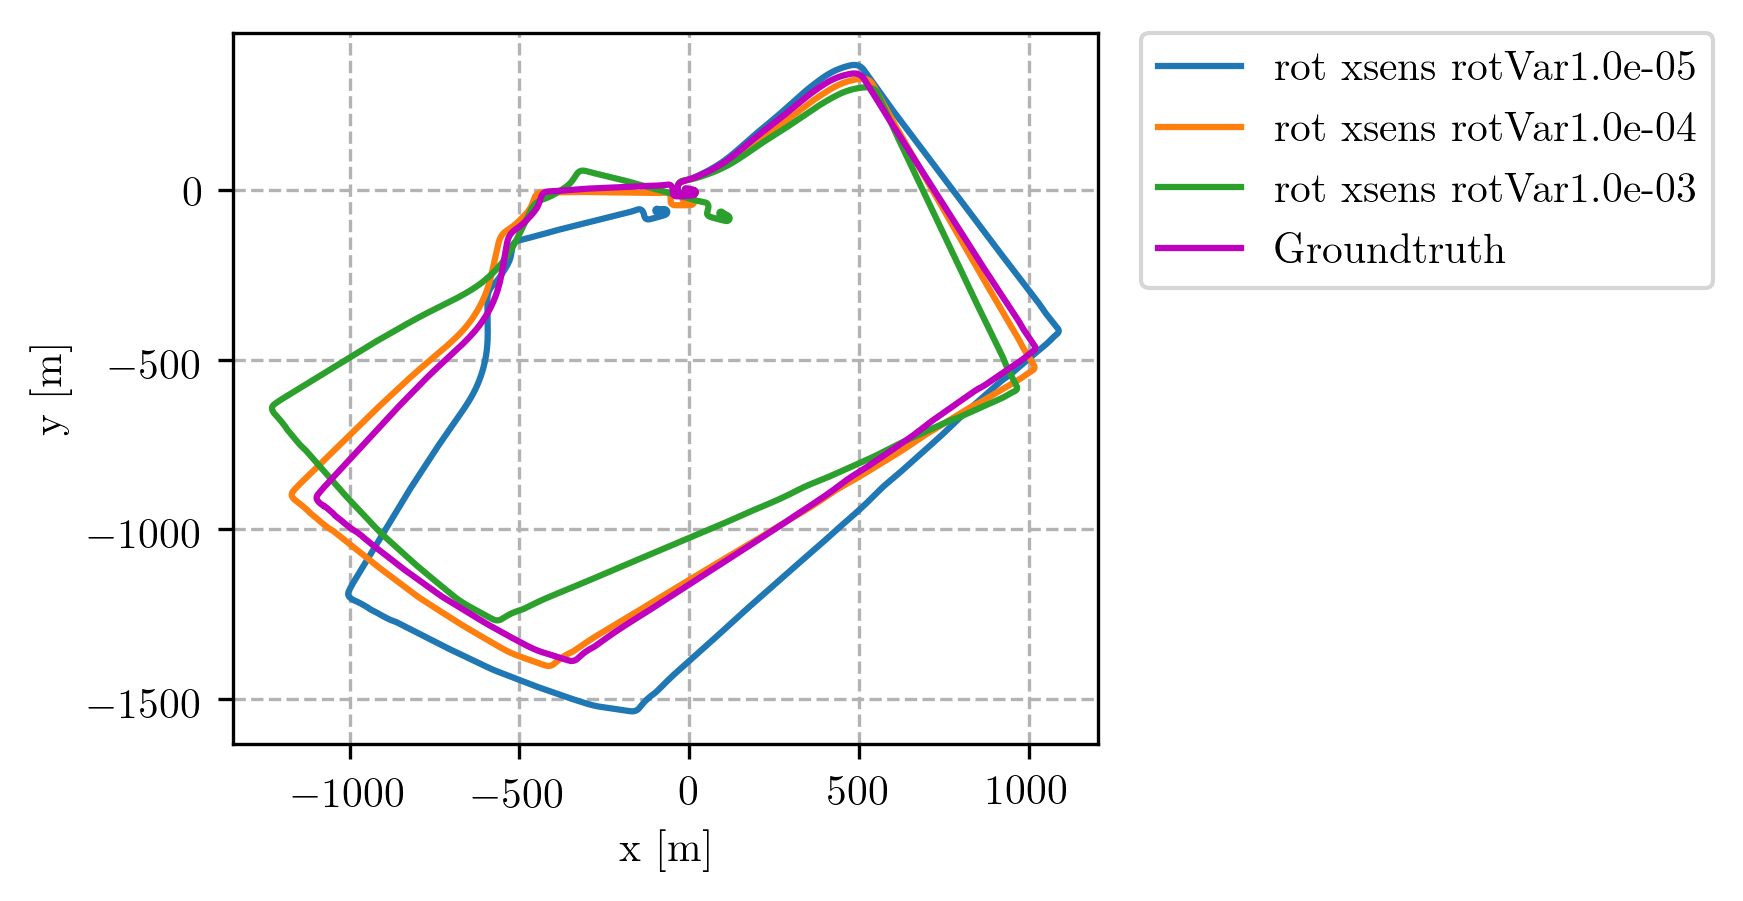 rot xsens rotVar1.0e-05
rot xsens rotVar1.0e-04
rot xsens rotVar1.0e-03
Groundtruth
y [m]
0
−500
−1000
−1500
−1000 −500 0 500 1000
x [m]